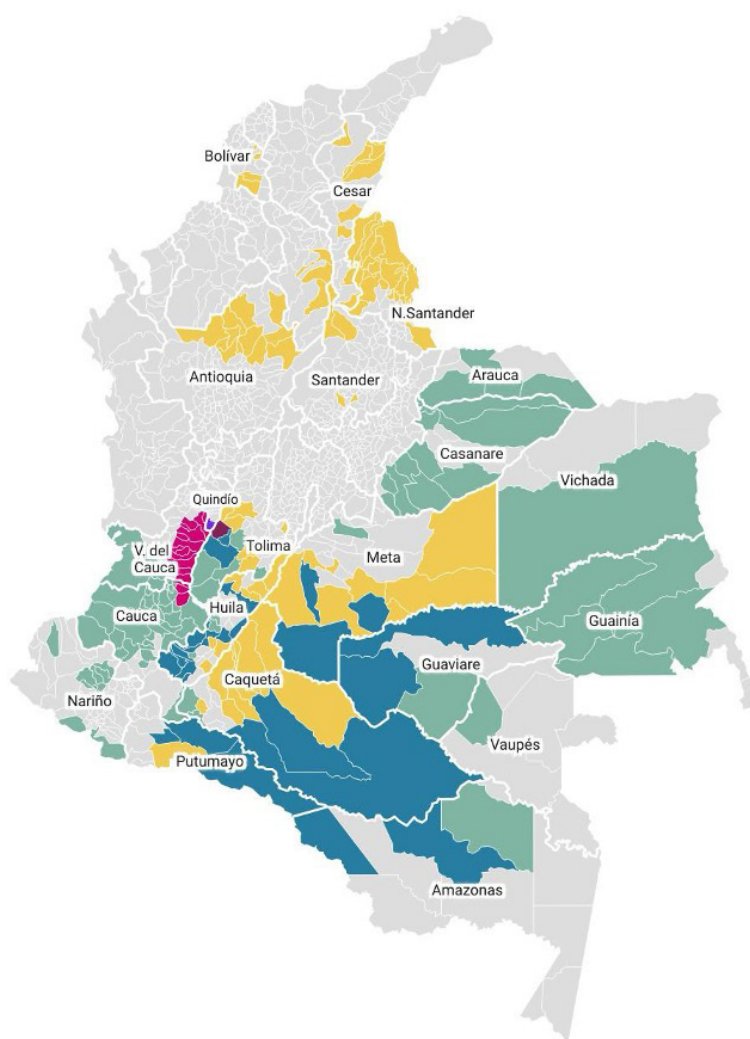 Bolívar
Cesar
N.Santander
Antioquia
Santander
Arauca
Casanare
Vichada
Quindío
V. del
Cauca
Tolima
Meta
Cauca
Huila
Guainía
Guaviare
Caquetá
Nariño
Vaupés
Putumayo
Amazonas